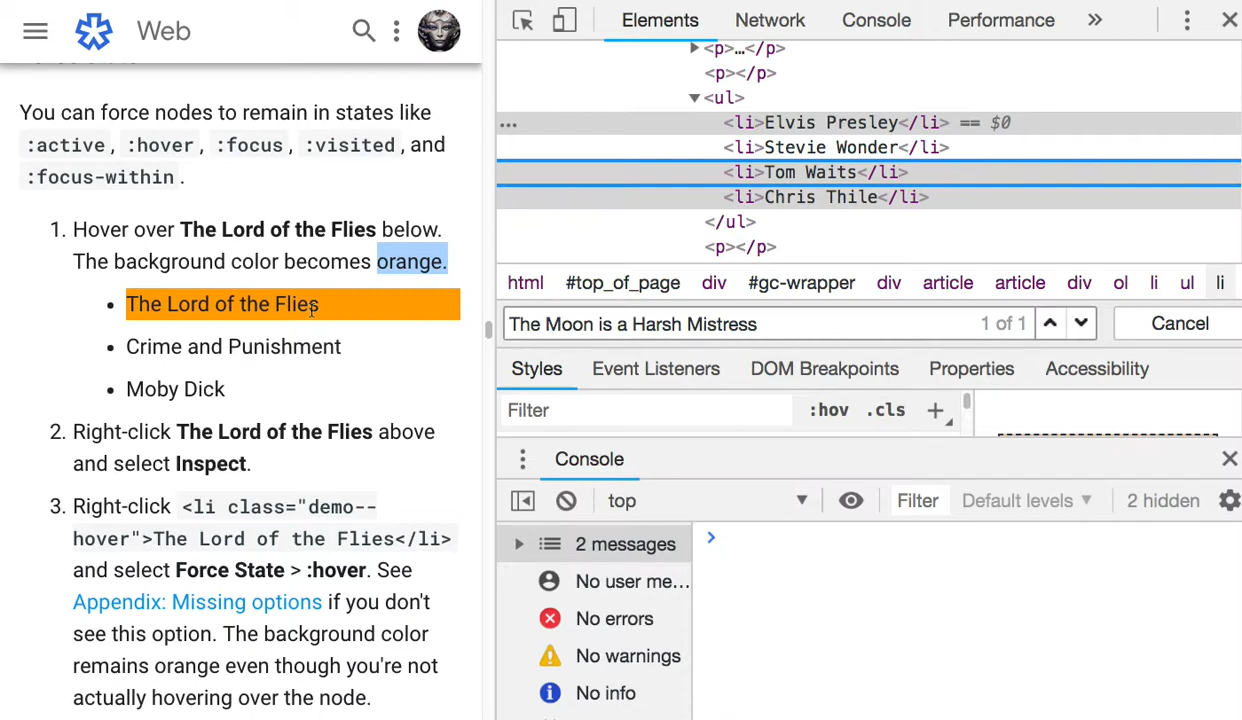 Web
You can force nodes to remain in states like
:active, :hover, :focus, :visited, and
:focus-within.
1. Hover over The Lord of the Flies below.
The background color becomes orange.
• The Lord of the Flies
• Crime and Punishment
• Moby Dick
2. Right-click The Lord of the Flies above
and select Inspect.
3. Right-click <li class="demo--
hover">The Lord of the Flies</li>
and select Force State > :hover. See
Appendix: Missing options if you don't
see this option. The background color
remains orange even though you're not
actually hovering over the node.
Elements Network Console Performance »
<p>…</p>
<p></p>
<ul>
… <li>Elvis Presley</li> == $0
<li>Stevie Wonder</li>
<li>Tom Waits</li>
<li>Chris Thile</li>
</ul>
<p></p>
html #top_of_page div #gc-wrapper div article article div ol li ul li
The Moon is a Harsh Mistress 1 of 1 Cancel
Styles Event Listeners DOM Breakpoints Properties Accessibility
Filter :hov .cls +
Console
top Filter Default levels 2 hidden
2 messages
No user me…
No errors
No warnings
No info